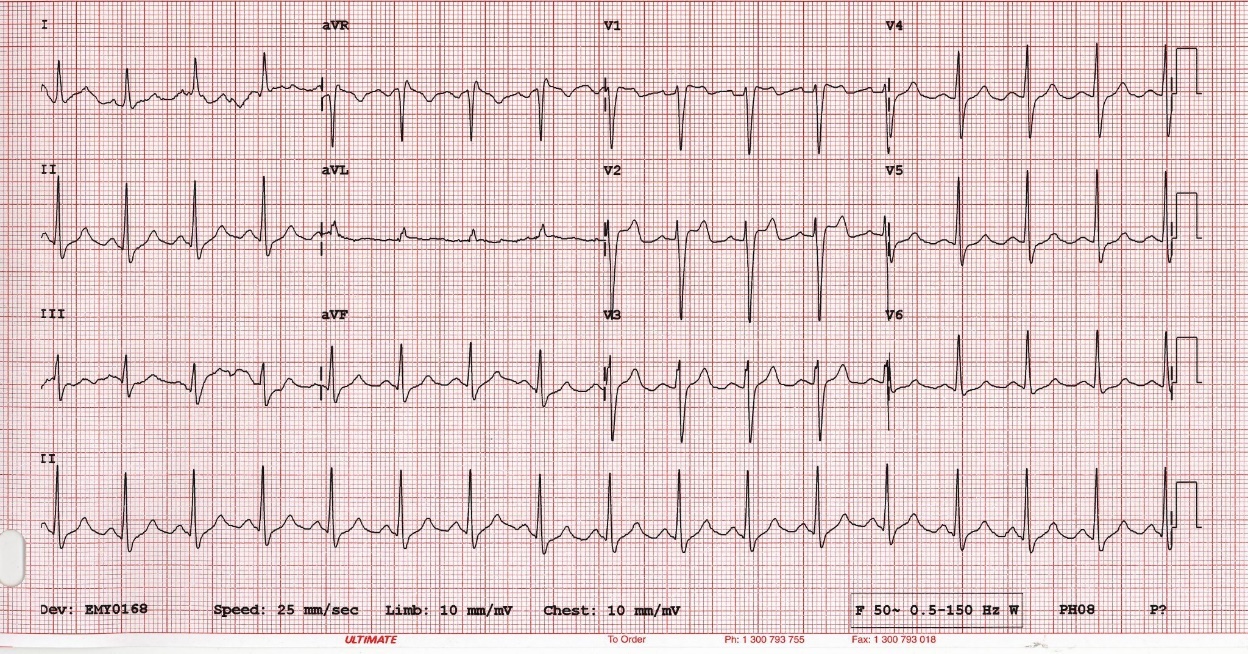 I aVR V1 V4
II aVL V2 V5
III aVF V3 V6
II
Dev: EMY0168 Speed: 25 mm/sec Limb: 10 mm/mV Chest: 10 mm/mV F 50~ 0.5-150 Hz W PH08 P?
ULTIMATE To Order Ph: 1 300 793 755 Fax: 1 300 793 018